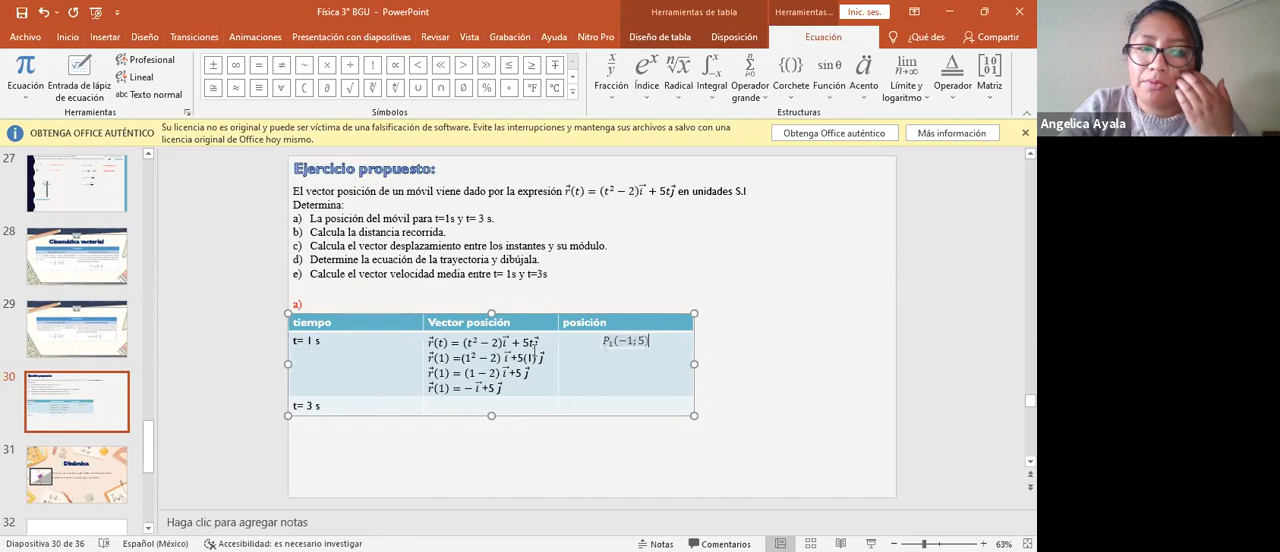 Física 3° BGU - PowerPoint
Herramientas de tabla
Herramientas...
Inic. ses.
Archivo Inicio Insertar Diseño Transiciones Animaciones Presentación con diapositivas Revisar Vista Grabación Ayuda Nitro Pro Diseño de tabla Disposición Ecuación ¿Qué des Compartir
Ecuación
Entrada de lápiz de ecuación
Profesional
Lineal
abc Texto normal
± ∞ = ≠ ~ × ÷ ! ∝ < ≪ > ≫ ≤ ≥ ∓
≅ ≈ ≡ ∀ ∁ ∂ √ ∛ ∜ ∪ ∩ ∅ % ° °F °C
Fracción Índice Radical Integral Operador grande Corchete Función Acento Límite y logaritmo Operador Matriz
Herramientas
Símbolos
Estructuras
OBTENGA OFFICE AUTÉNTICO
Su licencia no es original y puede ser víctima de una falsificación de software. Evite las interrupciones y mantenga sus archivos a salvo con una
licencia original de Office hoy mismo.
Obtenga Office auténtico
Más información
Angelica Ayala
27
28
Cinemática vectorial
29
30
31
Dinámica
32
Ejercicio propuesto:
El vector posición de un móvil viene dado por la expresión r⃗(t) = (t² − 2)i⃗ + 5tj⃗ en unidades S.I
Determina:
a) La posición del móvil para t=1s y t= 3 s.
b) Calcula la distancia recorrida.
c) Calcula el vector desplazamiento entre los instantes y su módulo.
d) Determine la ecuación de la trayectoria y dibújala.
e) Calcule el vector velocidad media entre t= 1s y t=3s
a)
tiempo Vector posición posición
t= 1 s r⃗(t) = (t² − 2)i⃗ + 5tj⃗ P₁(−1; 5)
r⃗(1) =(1² − 2) i⃗ +5(1) j⃗
r⃗(1) = (1 − 2) i⃗ +5 j⃗
r⃗(1) = − i⃗ +5 j⃗
t= 3 s
Haga clic para agregar notas
Diapositiva 30 de 36 Español (México) Accesibilidad: es necesario investigar Notas Comentarios 63%